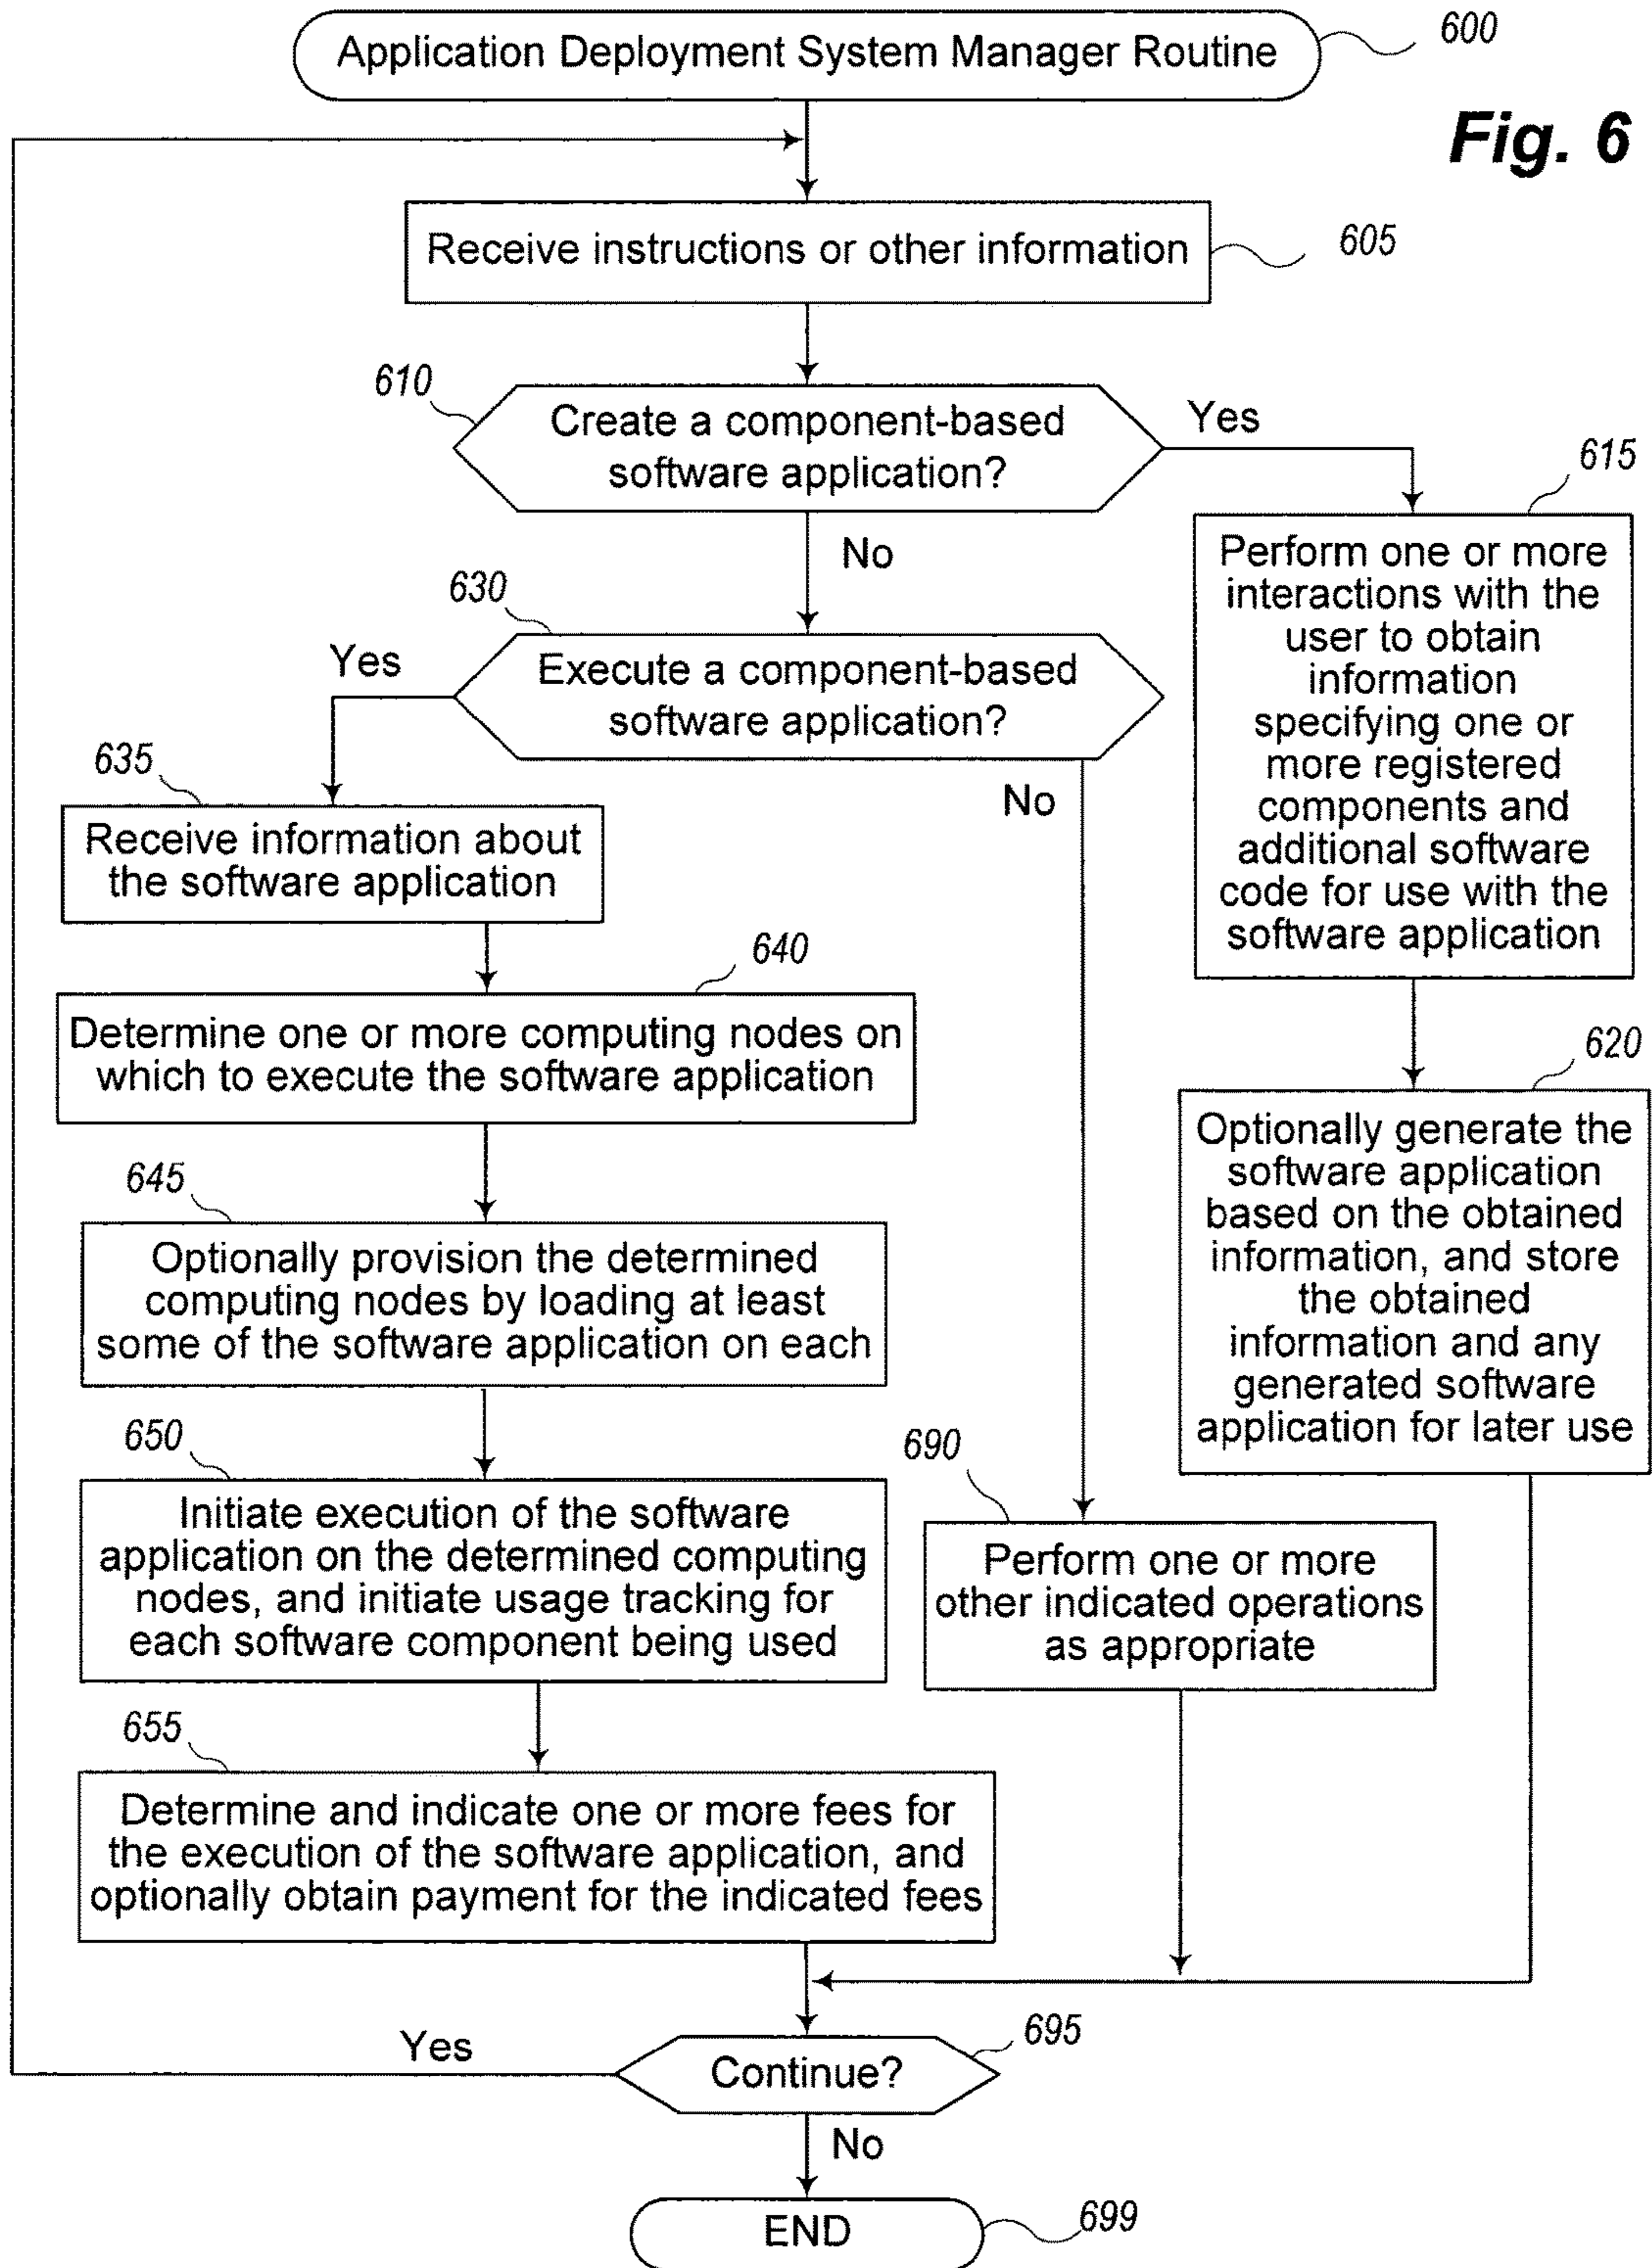 Application Deployment System Manager Routine
600
Fig. 6
Receive instructions or other information
605
610
Create a component-based
software application?
Yes
No
615
Perform one or more
interactions with the
user to obtain
information
specifying one or
more registered
components and
additional software
code for use with the
software application
630
Yes
Execute a component-based
software application?
No
635
Receive information about
the software application
640
Determine one or more computing nodes on
which to execute the software application
620
Optionally generate the
software application
based on the obtained
information, and store
the obtained
information and any
generated software
application for later use
645
Optionally provision the determined
computing nodes by loading at least
some of the software application on each
650
Initiate execution of the software
application on the determined computing
nodes, and initiate usage tracking for
each software component being used
690
Perform one or more
other indicated operations
as appropriate
655
Determine and indicate one or more fees for
the execution of the software application, and
optionally obtain payment for the indicated fees
Yes
695
Continue?
No
END
699